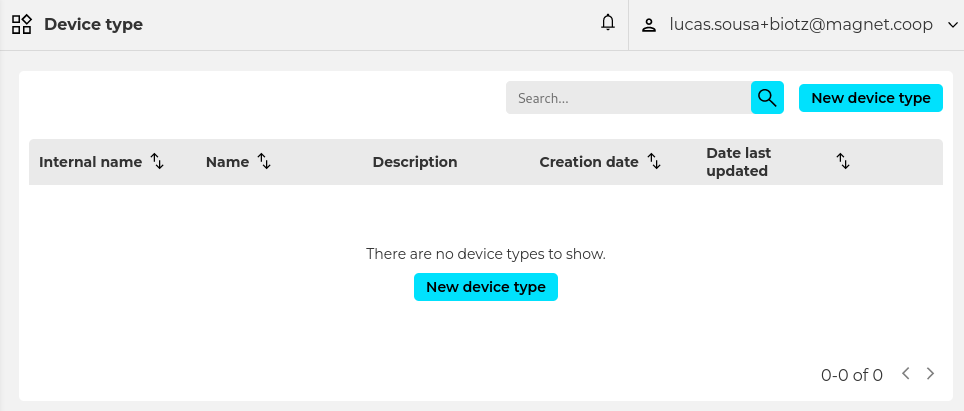 Device type
lucas.sousa+biotz@magnet.coop
Search...
New device type
Internal name
Name
Description
Creation date
Date last
updated
There are no device types to show.
New device type
0-0 of 0